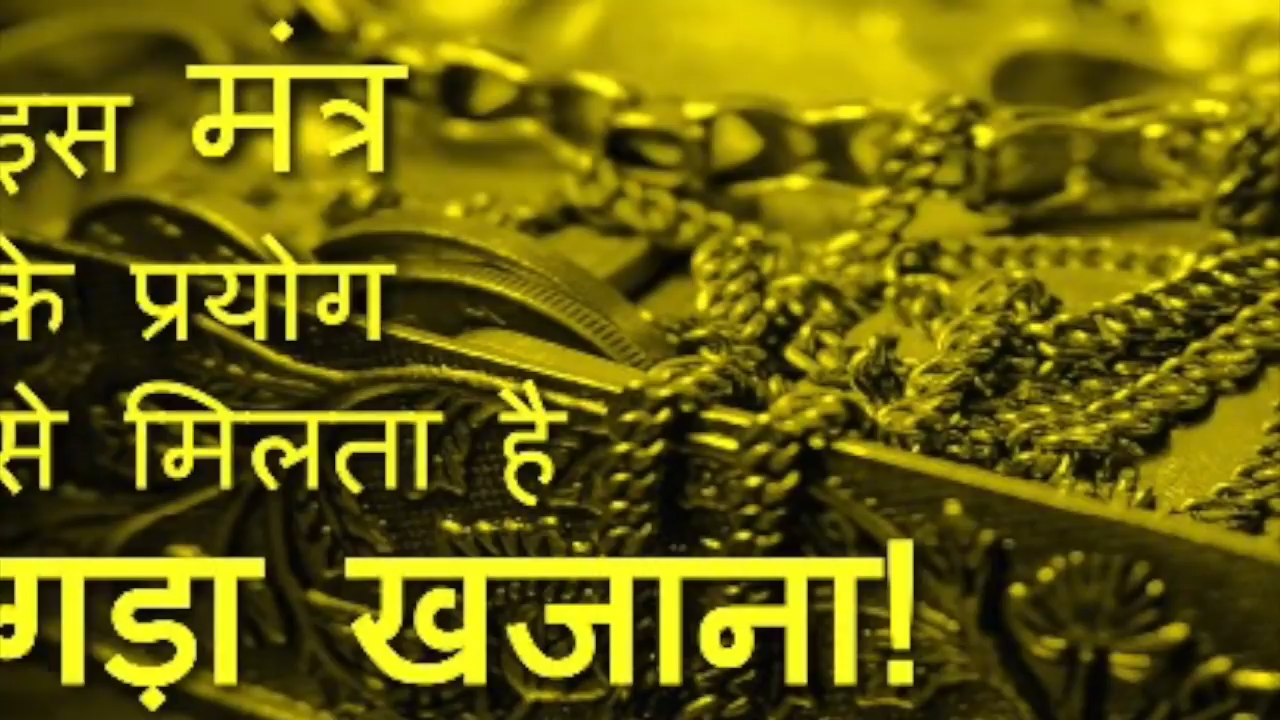 इस मंत्र
के प्रयोग
से मिलता है
गड़ा खजाना!